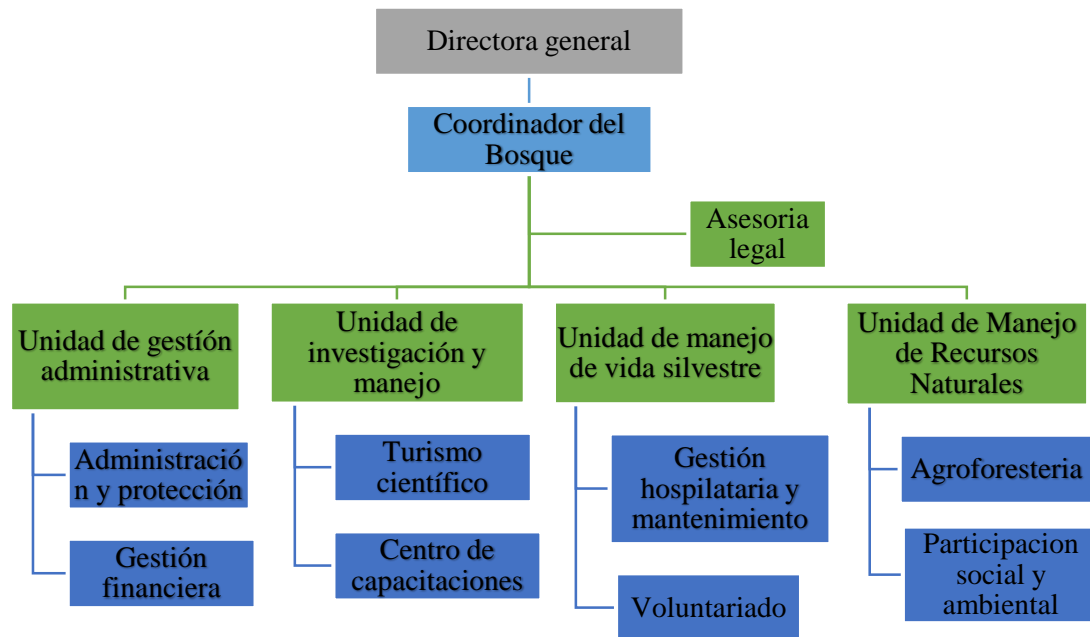 Directora general
Coordinador del
Bosque
Asesoria
legal
Unidad de gestión
administrativa
Unidad de
investigación y
manejo
Unidad de manejo
de vida silvestre
Unidad de Manejo
de Recursos
Naturales
Administració
n y protección
Gestión
financiera
Turismo
científico
Centro de
capacitaciones
Gestión
hospilataria y
mantenimiento
Voluntariado
Agroforesteria
Participacion
social y
ambiental